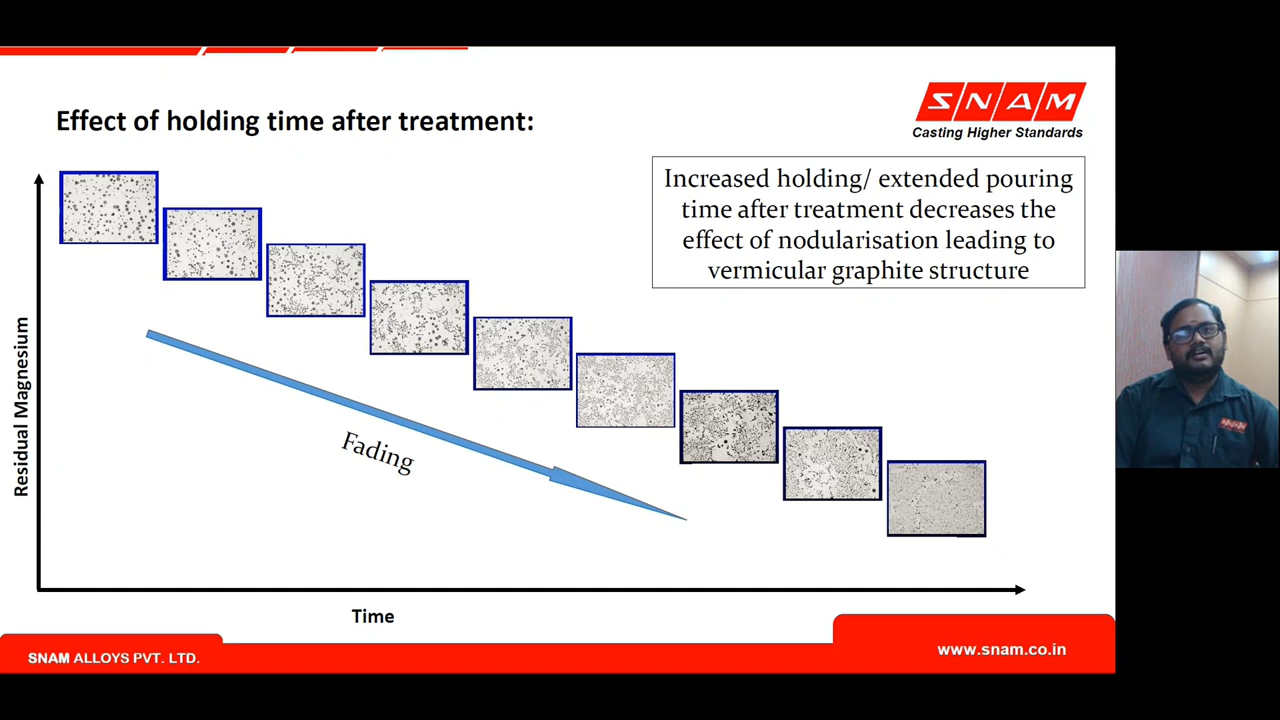 Effect of holding time after treatment:
SNAM
Casting Higher Standards
Increased holding/ extended pouring
time after treatment decreases the
effect of nodularisation leading to
vermicular graphite structure
Residual Magnesium
Fading
Time
SNAM ALLOYS PVT. LTD.
www.snam.co.in
SNAM